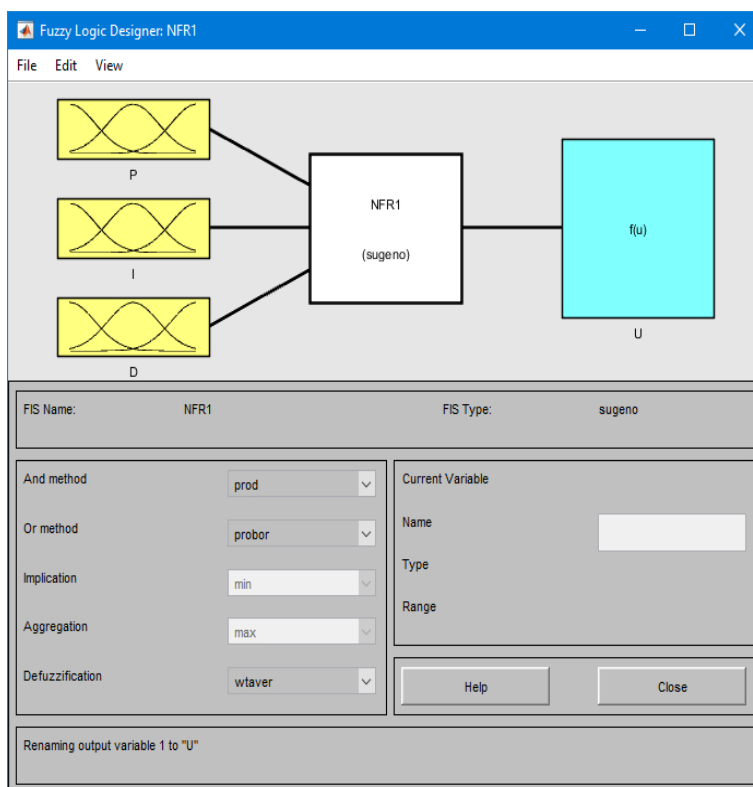 Fuzzy Logic Designer: NFR1
File Edit View
P
I
D
NFR1
(sugeno)
f(u)
U
FIS Name: NFR1 FIS Type: sugeno
And method prod
Or method probor
Implication min
Aggregation max
Defuzzification wtaver
Current Variable
Name
Type
Range
Help Close
Renaming output variable 1 to "U"